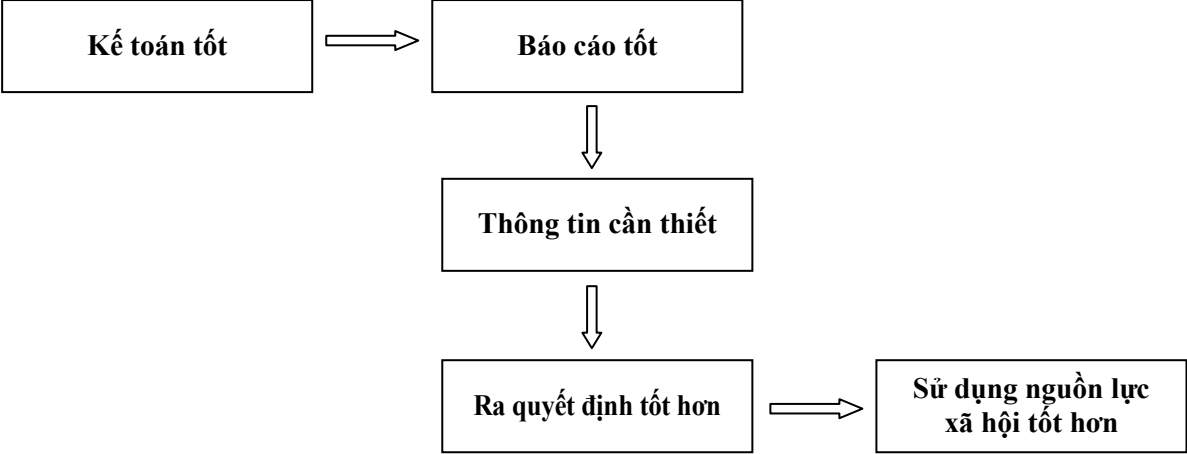 Kế toán tốt
Báo cáo tốt
Thông tin cần thiết
Ra quyết định tốt hơn
Sử dụng nguồn lực
xã hội tốt hơn